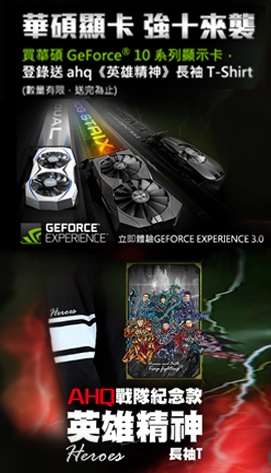 華碩顯卡 強十來襲
買華碩 GeForce® 10 系列顯示卡，
登錄送 ahq《英雄精神》長袖 T-Shirt
(數量有限，送完為止)
DUAL
ROG STRIX
GEFORCE
EXPERIENCE™
立即體驗GEFORCE EXPERIENCE 3.0
Heroes
AHQ戰隊紀念款
英雄精神
Heroes
長袖T